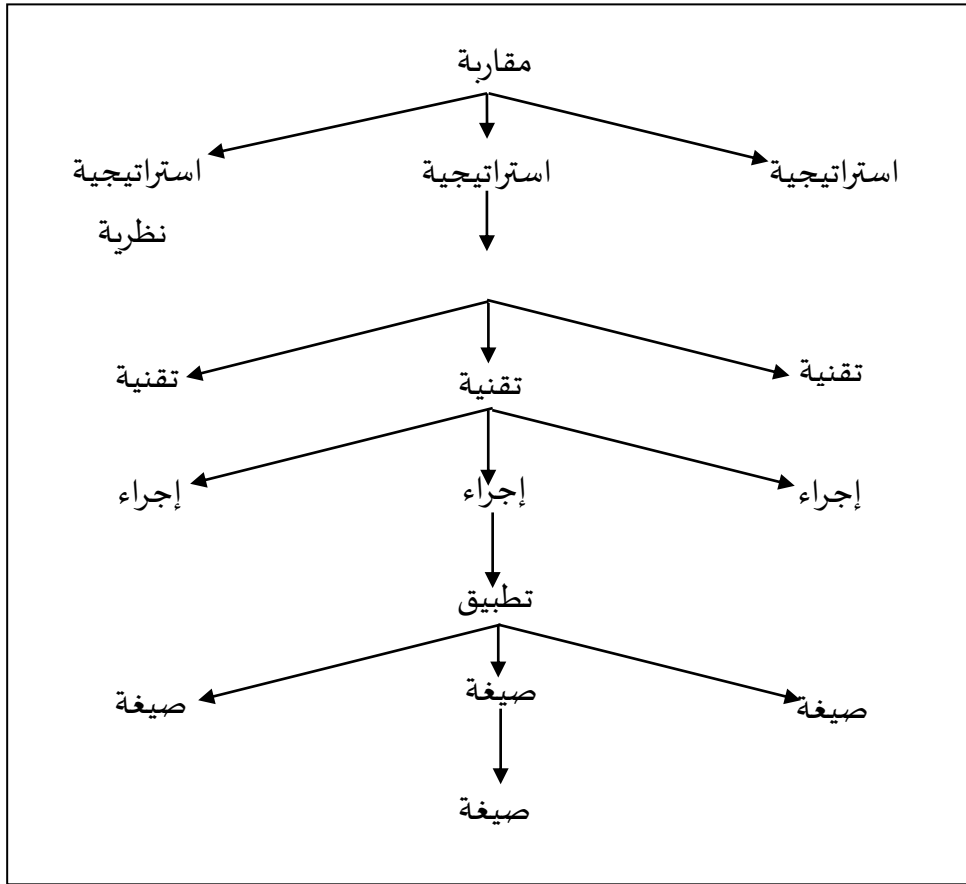 مقاربة
استراتيجية استراتيجية استراتيجية
نظرية
تقنية تقنية تقنية
إجراء إجراء إجراء
تطبيق
صيغة صيغة صيغة
صيغة